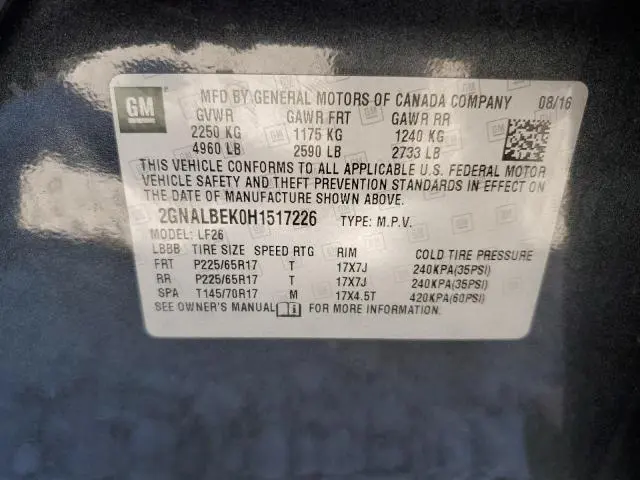 GM
MFD BY GENERAL MOTORS OF CANADA COMPANY 08/16
GVWR GAWR FRT GAWR RR
2250 KG 1175 KG 1240 KG
4960 LB 2590 LB 2733 LB
THIS VEHICLE CONFORMS TO ALL APPLICABLE U.S. FEDERAL MOTOR
VEHICLE SAFETY AND THEFT PREVENTION STANDARDS IN EFFECT ON
THE DATE OF MANUFACTURE SHOWN ABOVE.
2GNALBEK0H1517226 TYPE: M.P.V.
MODEL: LF26
LBBB TIRE SIZE SPEED RTG RIM COLD TIRE PRESSURE
FRT P225/65R17 T 17X7J 240KPA(35PSI)
RR P225/65R17 T 17X7J 240KPA(35PSI)
SPA T145/70R17 M 17X4.5T 420KPA(60PSI)
SEE OWNER'S MANUAL FOR MORE INFORMATION.